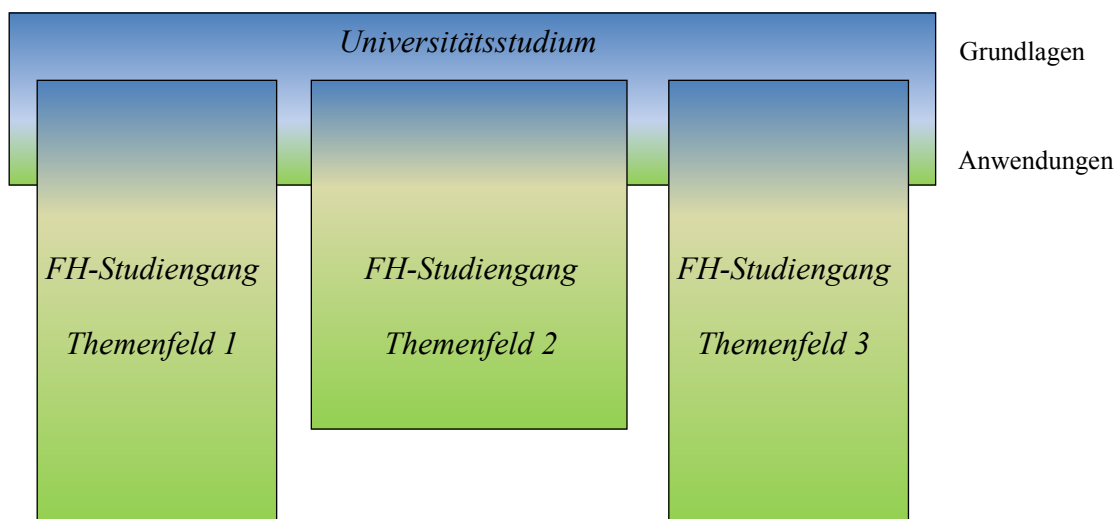 Universitätsstudium
Grundlagen
Anwendungen
FH-Studiengang
Themenfeld 1
FH-Studiengang
Themenfeld 2
FH-Studiengang
Themenfeld 3